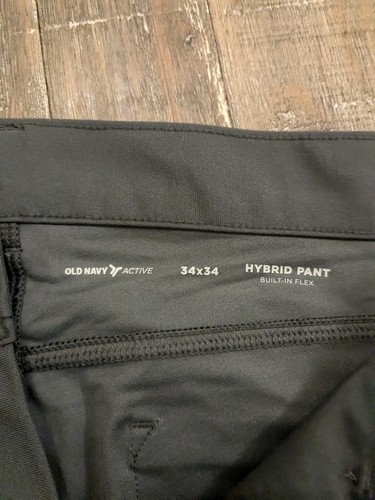 OLD NAVY ACTIVE 34x34 HYBRID PANT
BUILT-IN FLEX